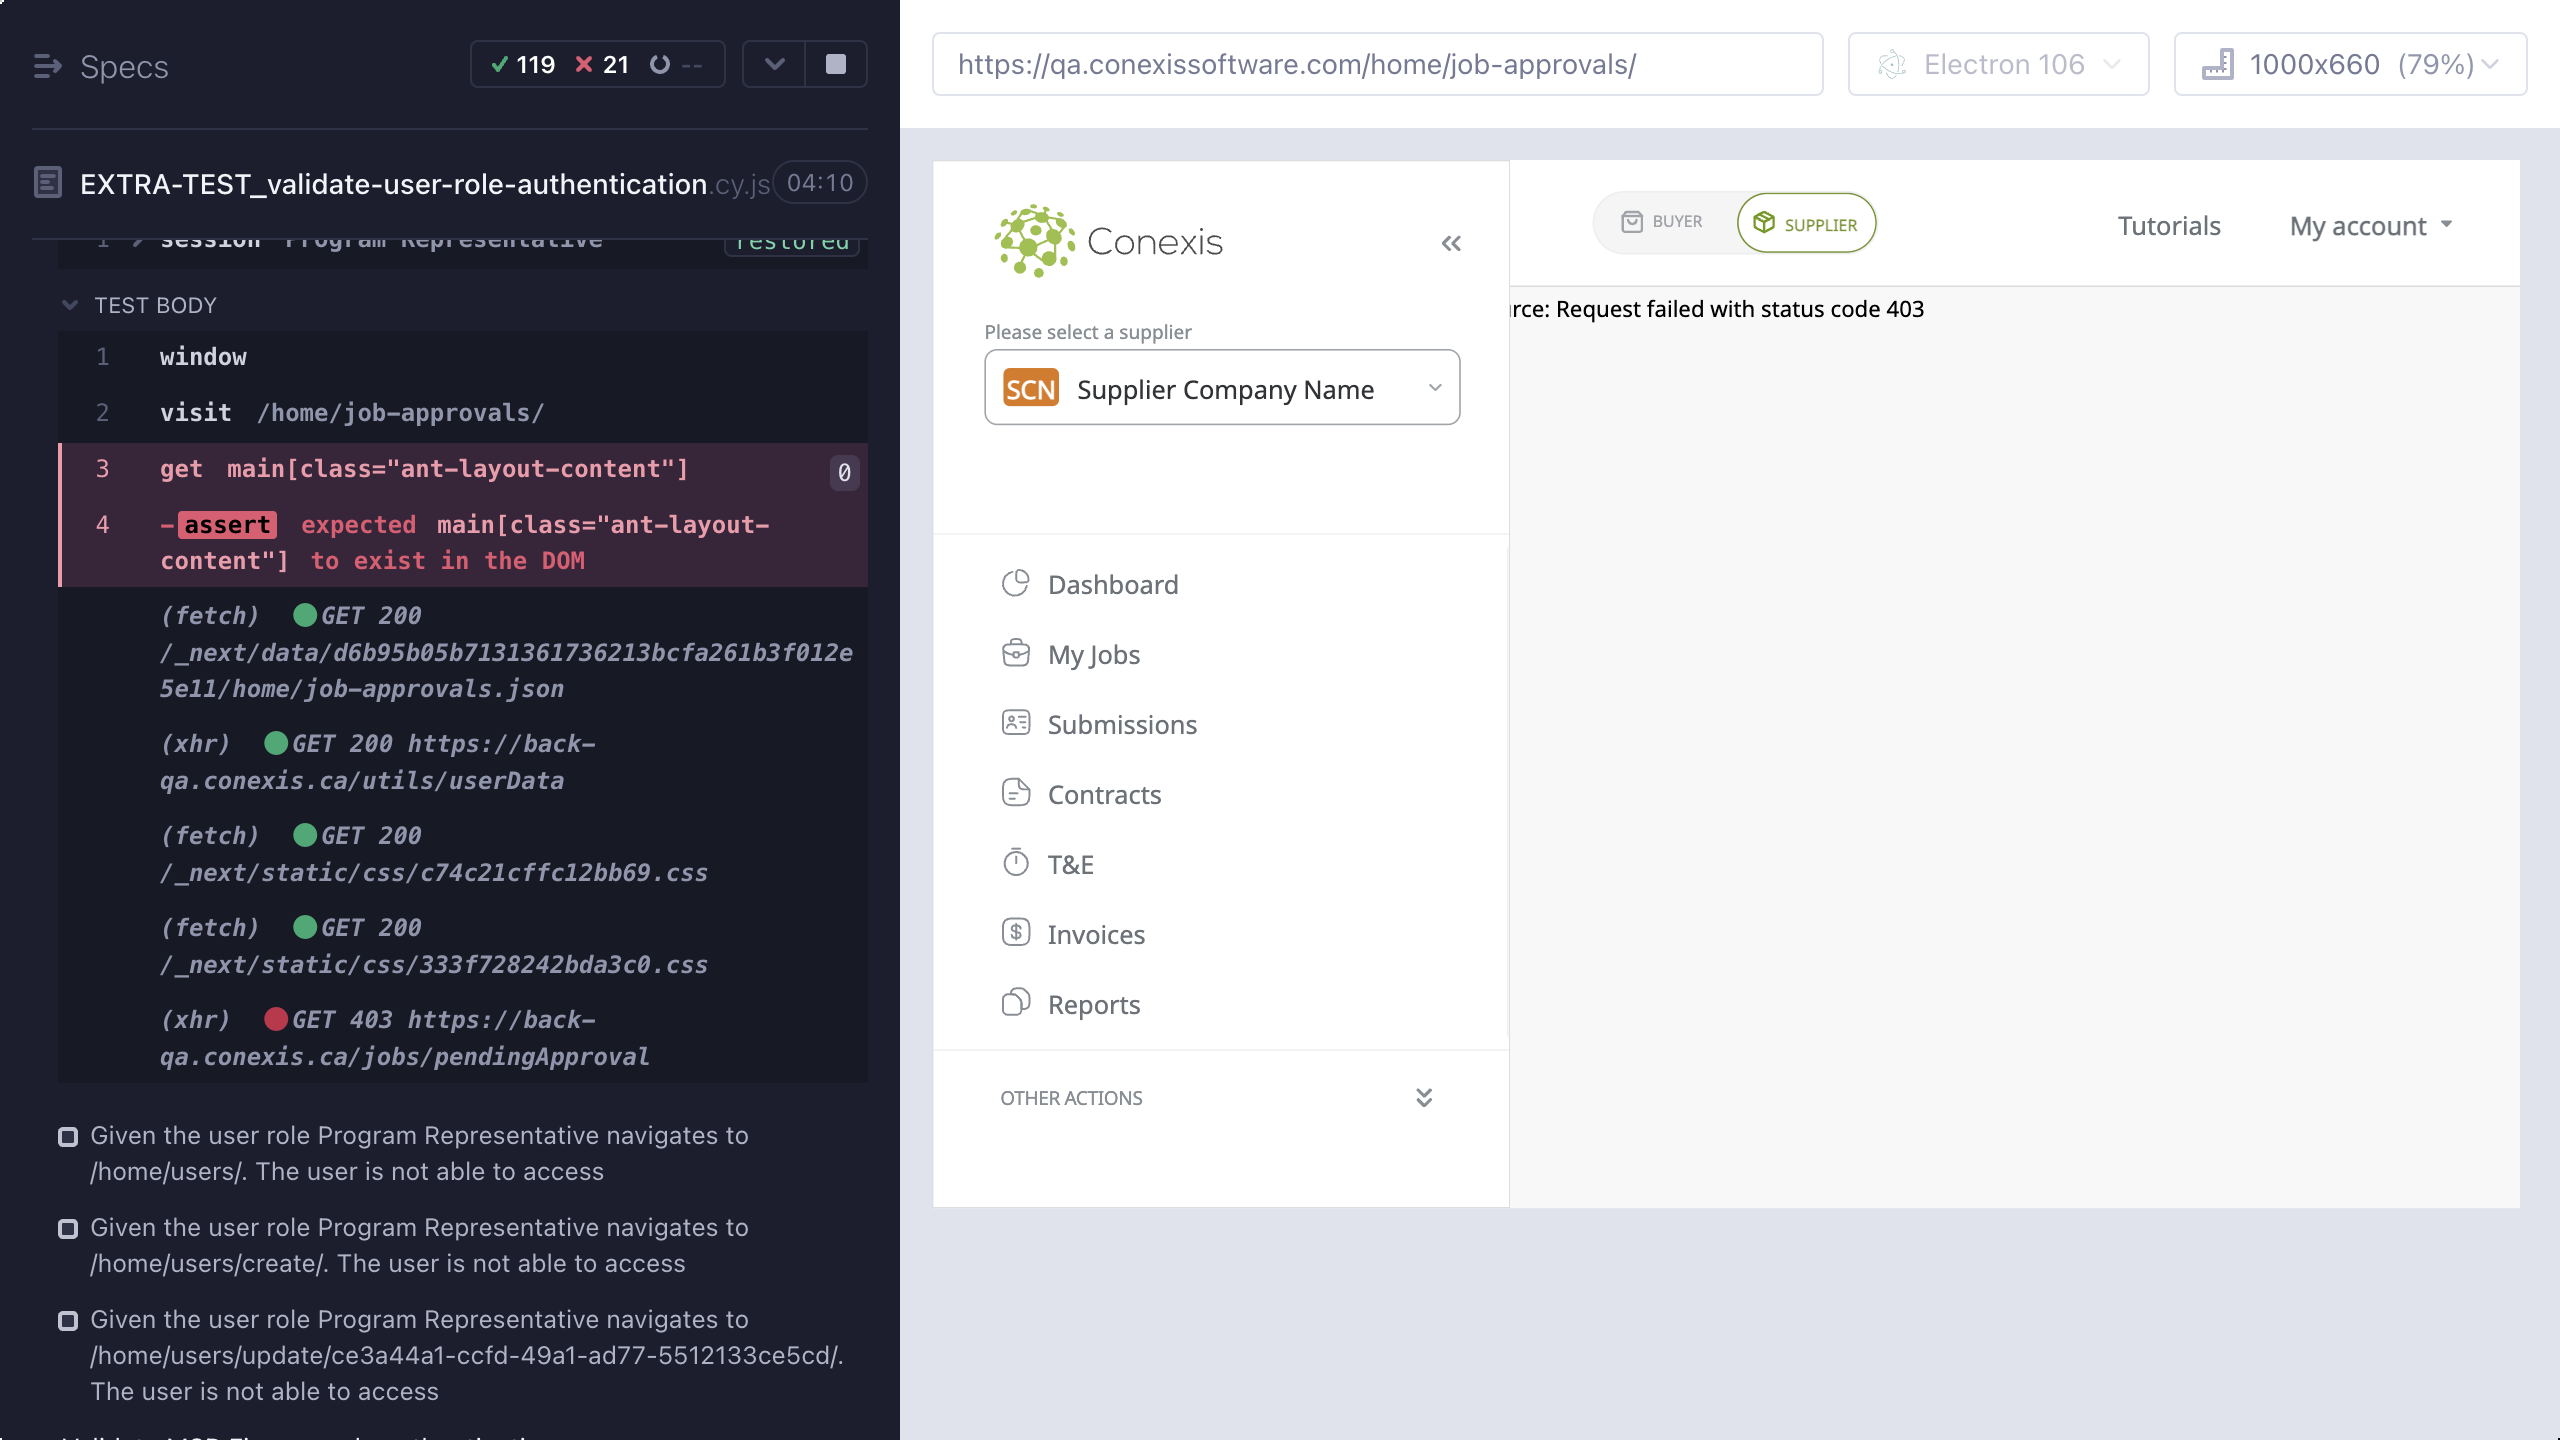 Specs
119 21 --
EXTRA-TEST_validate-user-role-authentication.cy.js 04:10
1 session Program Representative restored
TEST BODY
1 window
2 visit /home/job-approvals/
3 get main[class="ant-layout-content"] 0
4 -assert expected main[class="ant-layout-
content"] to exist in the DOM
(fetch) GET 200
/_next/data/d6b95b05b7131361736213bcfa261b3f012e
5e11/home/job-approvals.json
(xhr) GET 200 https://back-
qa.conexis.ca/utils/userData
(fetch) GET 200
/_next/static/css/c74c21cffc12bb69.css
(fetch) GET 200
/_next/static/css/333f728242bda3c0.css
(xhr) GET 403 https://back-
qa.conexis.ca/jobs/pendingApproval
Given the user role Program Representative navigates to
/home/users/. The user is not able to access
Given the user role Program Representative navigates to
/home/users/create/. The user is not able to access
Given the user role Program Representative navigates to
/home/users/update/ce3a44a1-ccfd-49a1-ad77-5512133ce5cd/.
The user is not able to access
https://qa.conexissoftware.com/home/job-approvals/
Electron 106
1000x660 (79%)
Conexis
BUYER
SUPPLIER
Tutorials
My account
Please select a supplier
SCN Supplier Company Name
rce: Request failed with status code 403
Dashboard
My Jobs
Submissions
Contracts
T&E
Invoices
Reports
OTHER ACTIONS